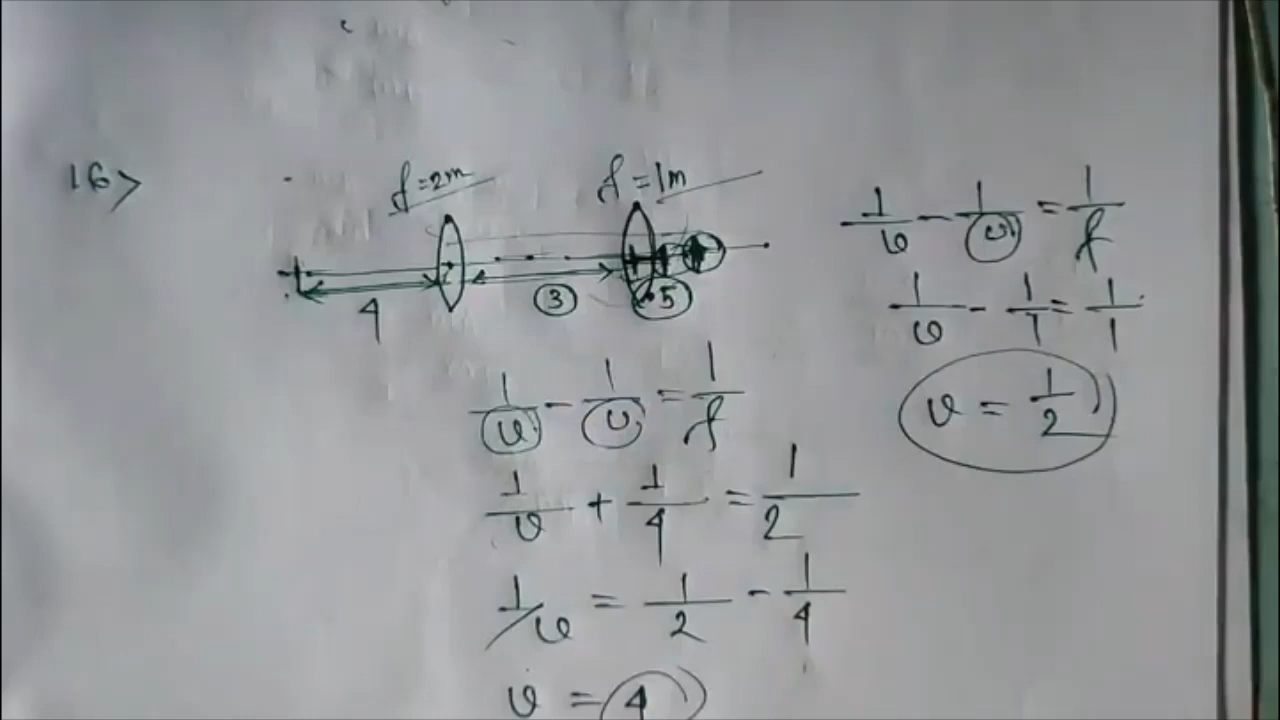 16>
f=2m
f=1m
4
3
.5
1/v - 1/u = 1/f
1/v + 1/4 = 1/2
1/v = 1/2 - 1/4
v = 4
1/v - 1/u = 1/f
1/v - 1/1 = 1/1
v = 1/2